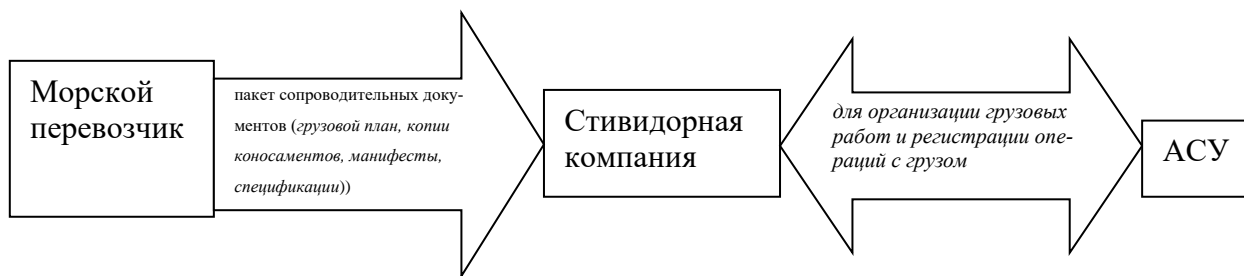 Морской
перевозчик
пакет сопроводительных доку-
ментов (грузовой план, копии
коносаментов, манифесты,
спецификации))
Стивидорная
компания
для организации грузовых
работ и регистрации опе-
раций с грузом
АСУ